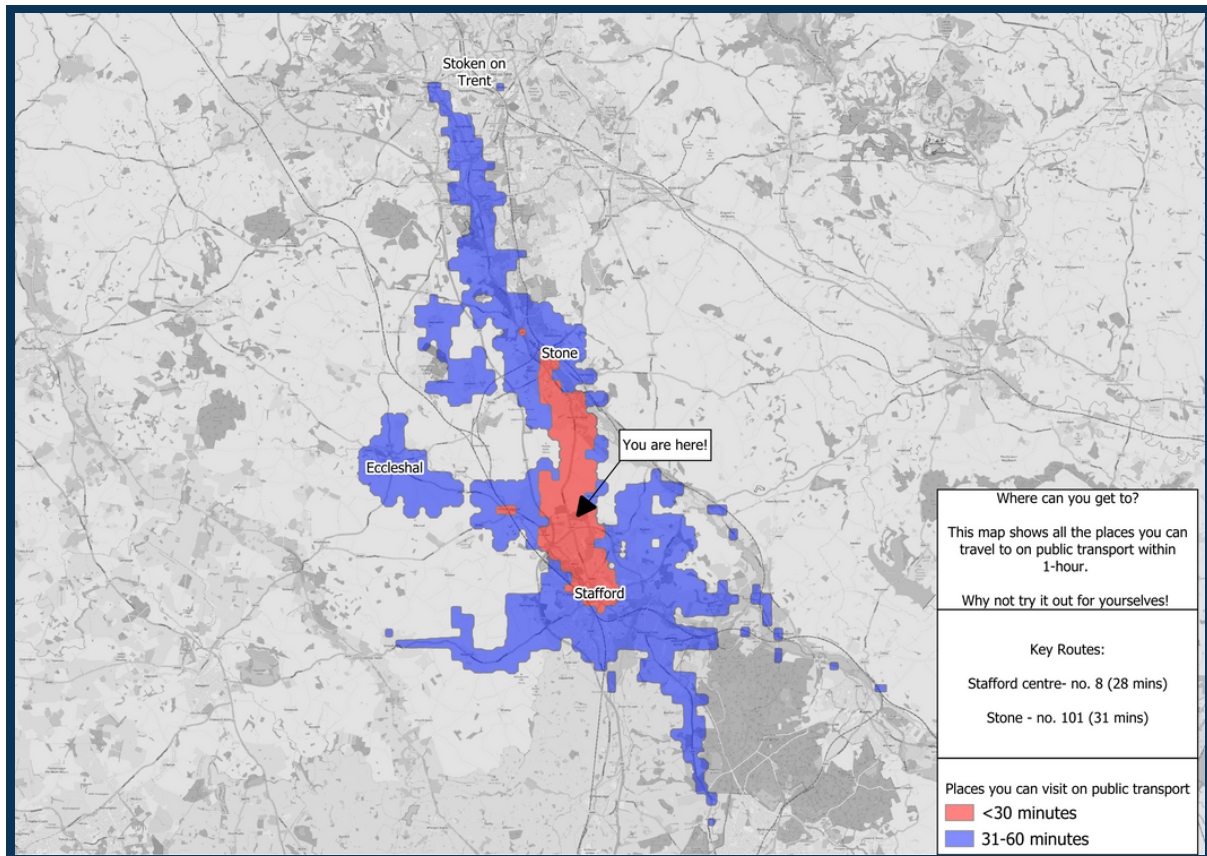 Stoken on
Trent
Stone
You are here!
Eccleshal
Stafford
Where can you get to?
This map shows all the places you can
travel to on public transport within
1-hour.
Why not try it out for yourselves!
Key Routes:
Stafford centre- no. 8 (28 mins)
Stone - no. 101 (31 mins)
Places you can visit on public transport
<30 minutes
31-60 minutes